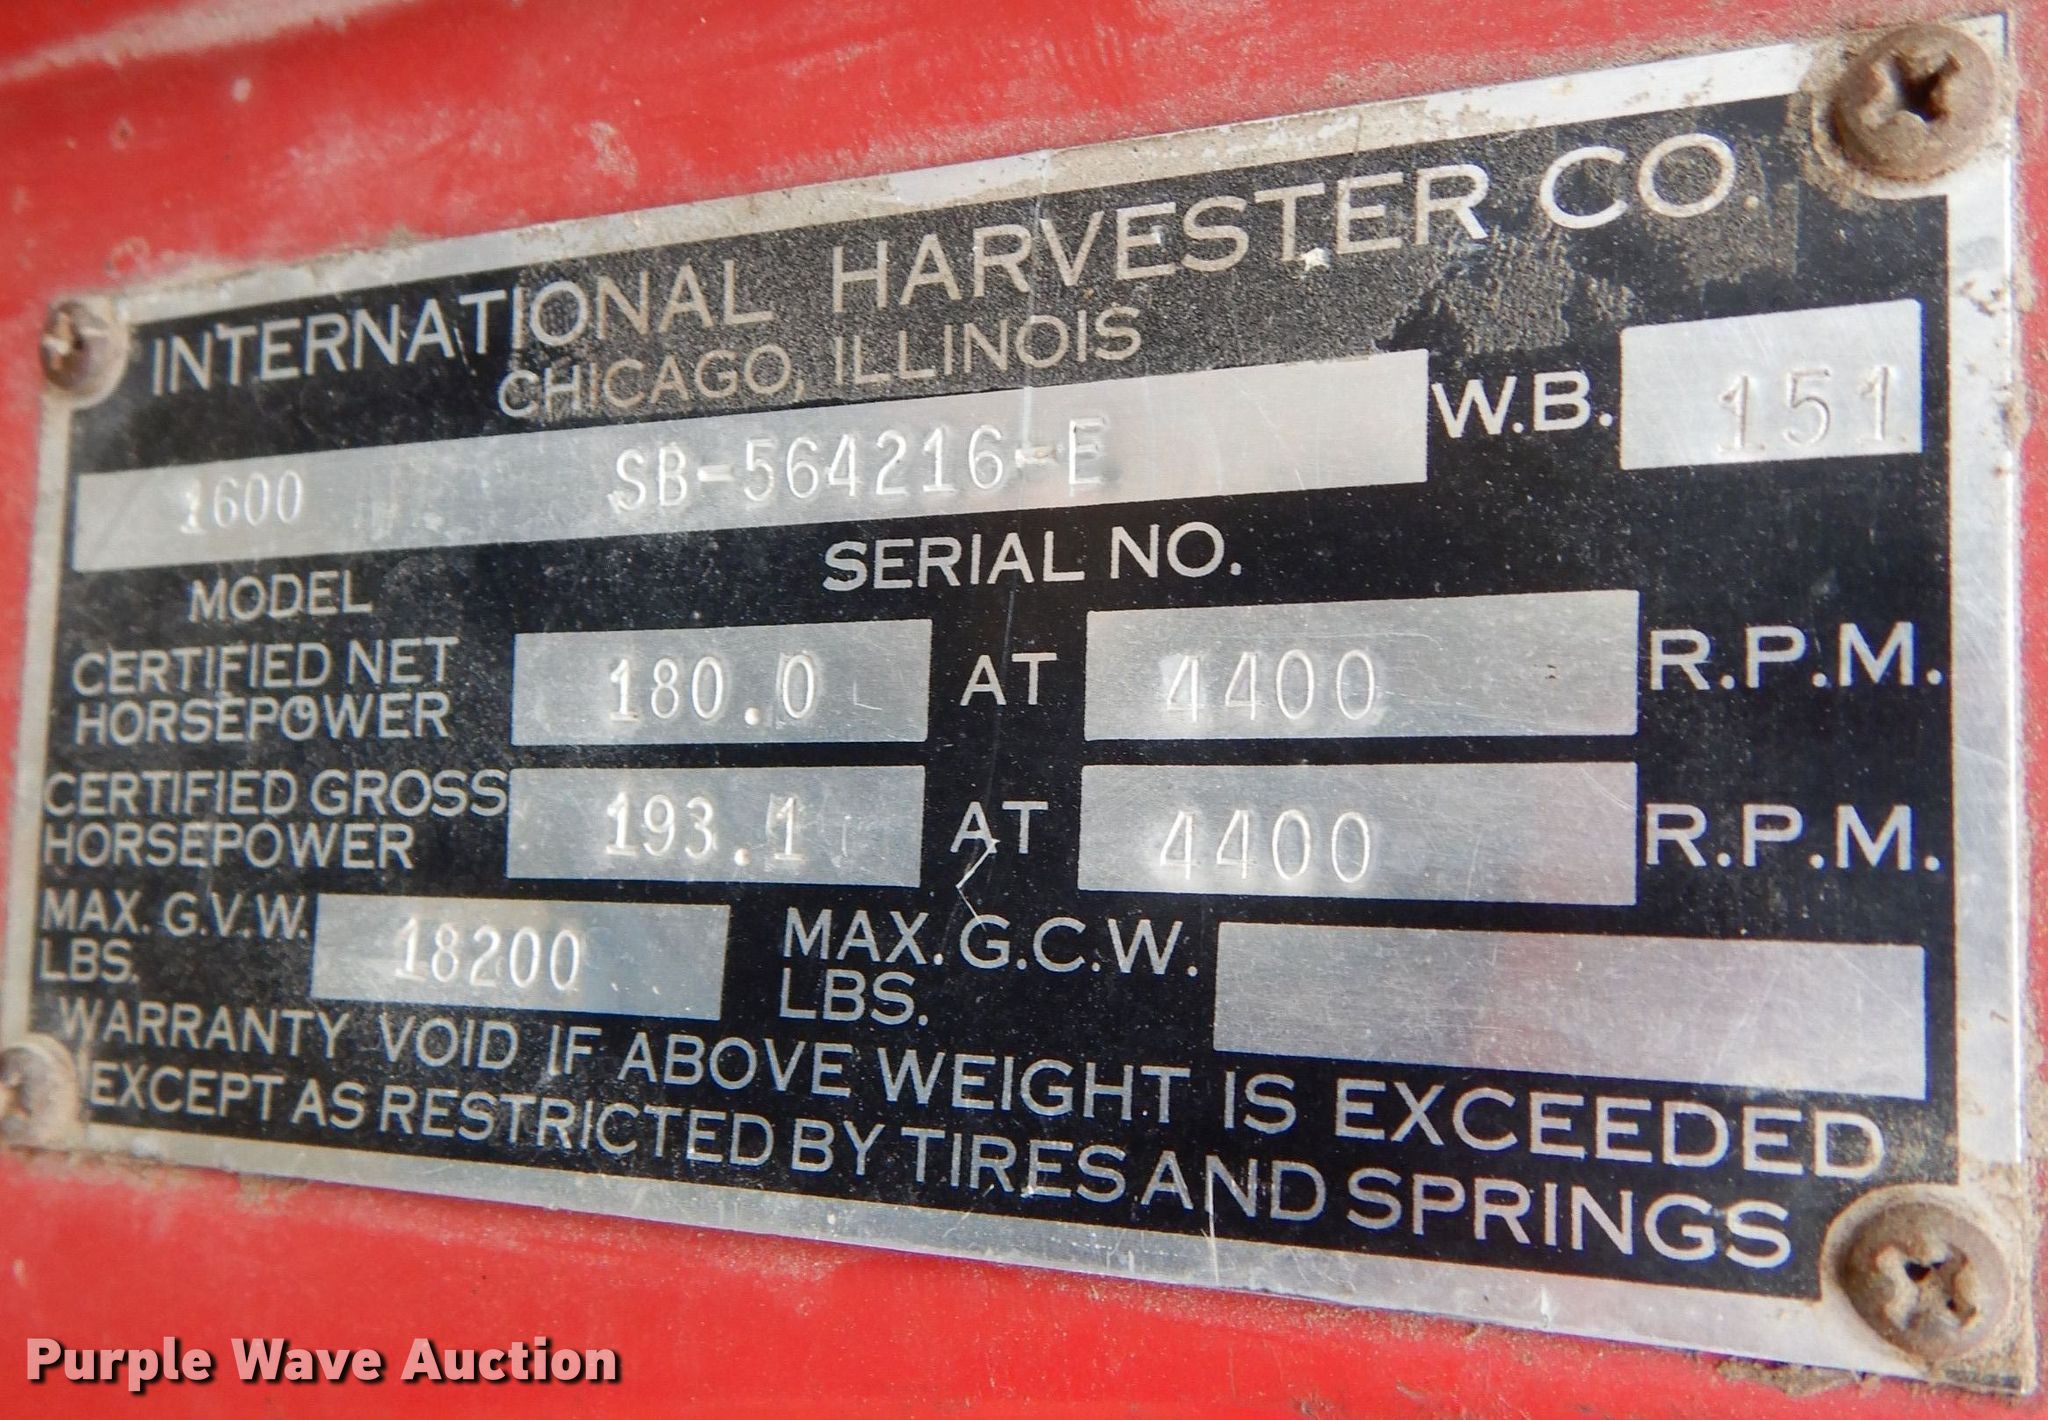 INTERNATIONAL HARVESTER CO.
CHICAGO, ILLINOIS
1600 SB-564216-E W.B. 151
MODEL SERIAL NO.
CERTIFIED NET HORSEPOWER 180.0 AT 4400 R.P.M.
CERTIFIED GROSS HORSEPOWER 193.1 AT 4400 R.P.M.
MAX. G.V.W. LBS. 18200 MAX. G.C.W. LBS.
WARRANTY VOID IF ABOVE WEIGHT IS EXCEEDED
EXCEPT AS RESTRICTED BY TIRES AND SPRINGS
Purple Wave Auction